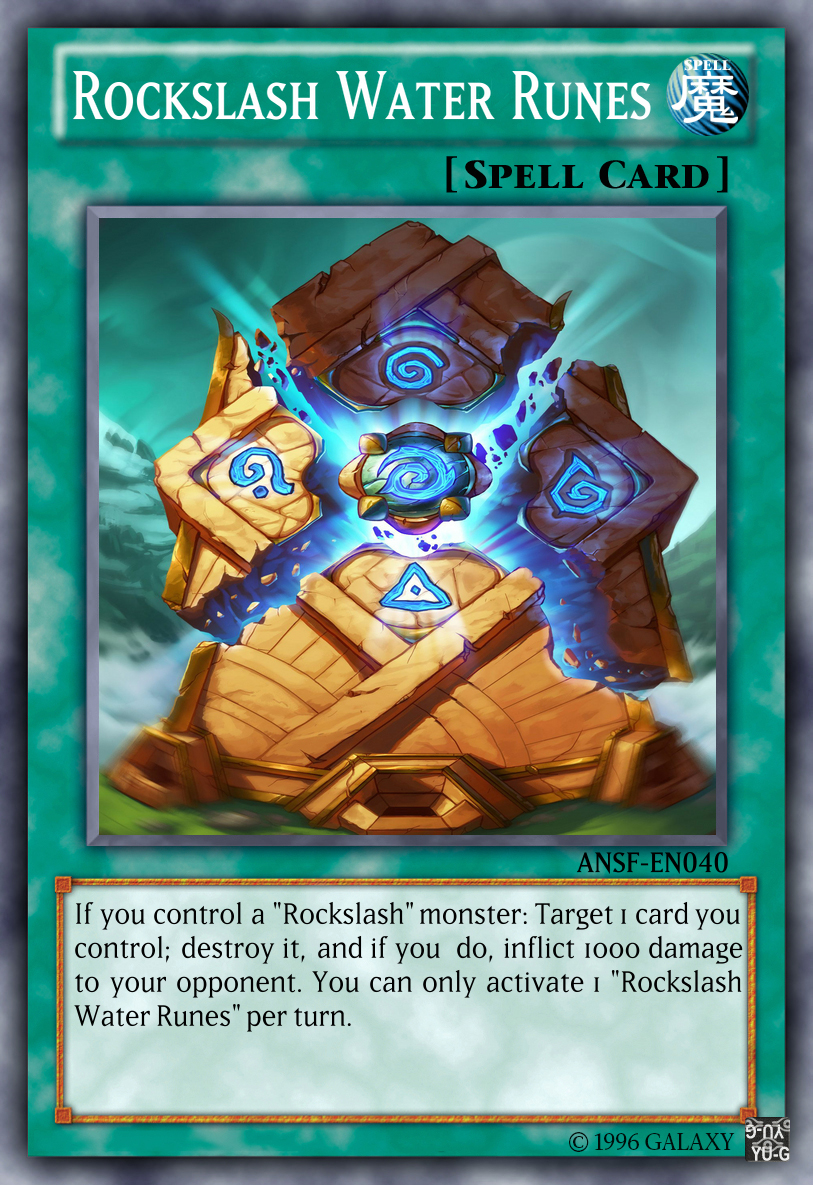 Rockslash Water Runes
SPELL
魔
[Spell Card]
ANSF-EN040
If you control a "Rockslash" monster: Target 1 card you
control; destroy it, and if you do, inflict 1000 damage
to your opponent. You can only activate 1 "Rockslash
Water Runes" per turn.
© 1996 GALAXY
YU-G
YU-G